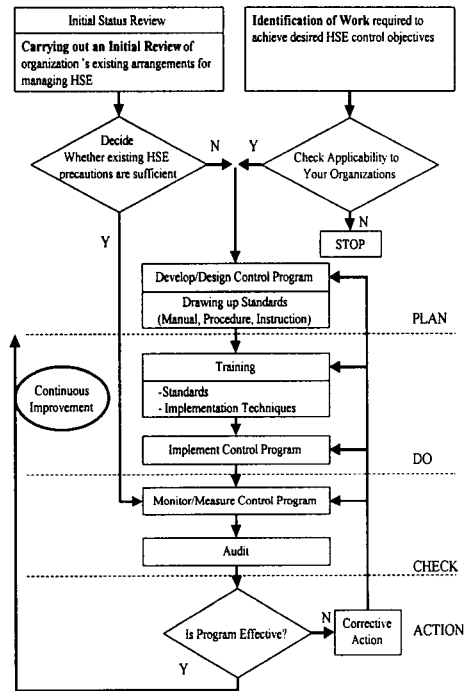 Initial Status Review
Carrying out an Initial Review of
organization's existing arrangements for
managing HSE
Identification of Work required to
achieve desired HSE control objectives
Decide
Whether existing HSE
precautions are sufficient
N
Y
Check Applicability to
Your Organizations
Y
N
STOP
Develop/Design Control Program
Drawing up Standards
(Manual, Procedure, Instruction)
PLAN
Training
-Standards
- Implementation Techniques
Continuous
Improvement
Implement Control Program
DO
Monitor/Measure Control Program
Audit
CHECK
Is Program Effective?
N
Corrective
Action
ACTION
Y